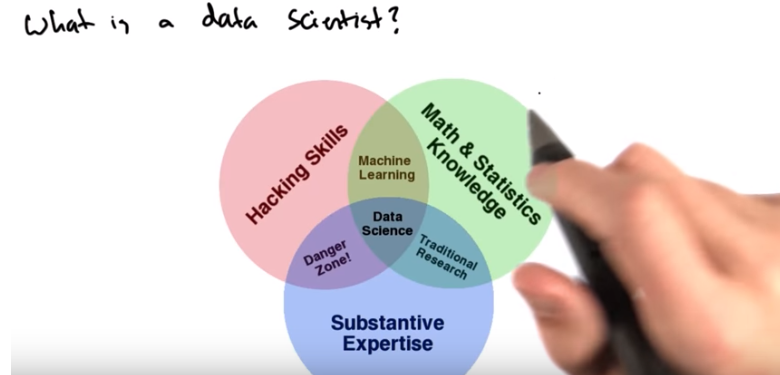 What is a data scientist?
Hacking Skills
Math & Statistics
Knowledge
Machine
Learning
Data
Science
Danger
Zone!
Traditional
Research
Substantive
Expertise